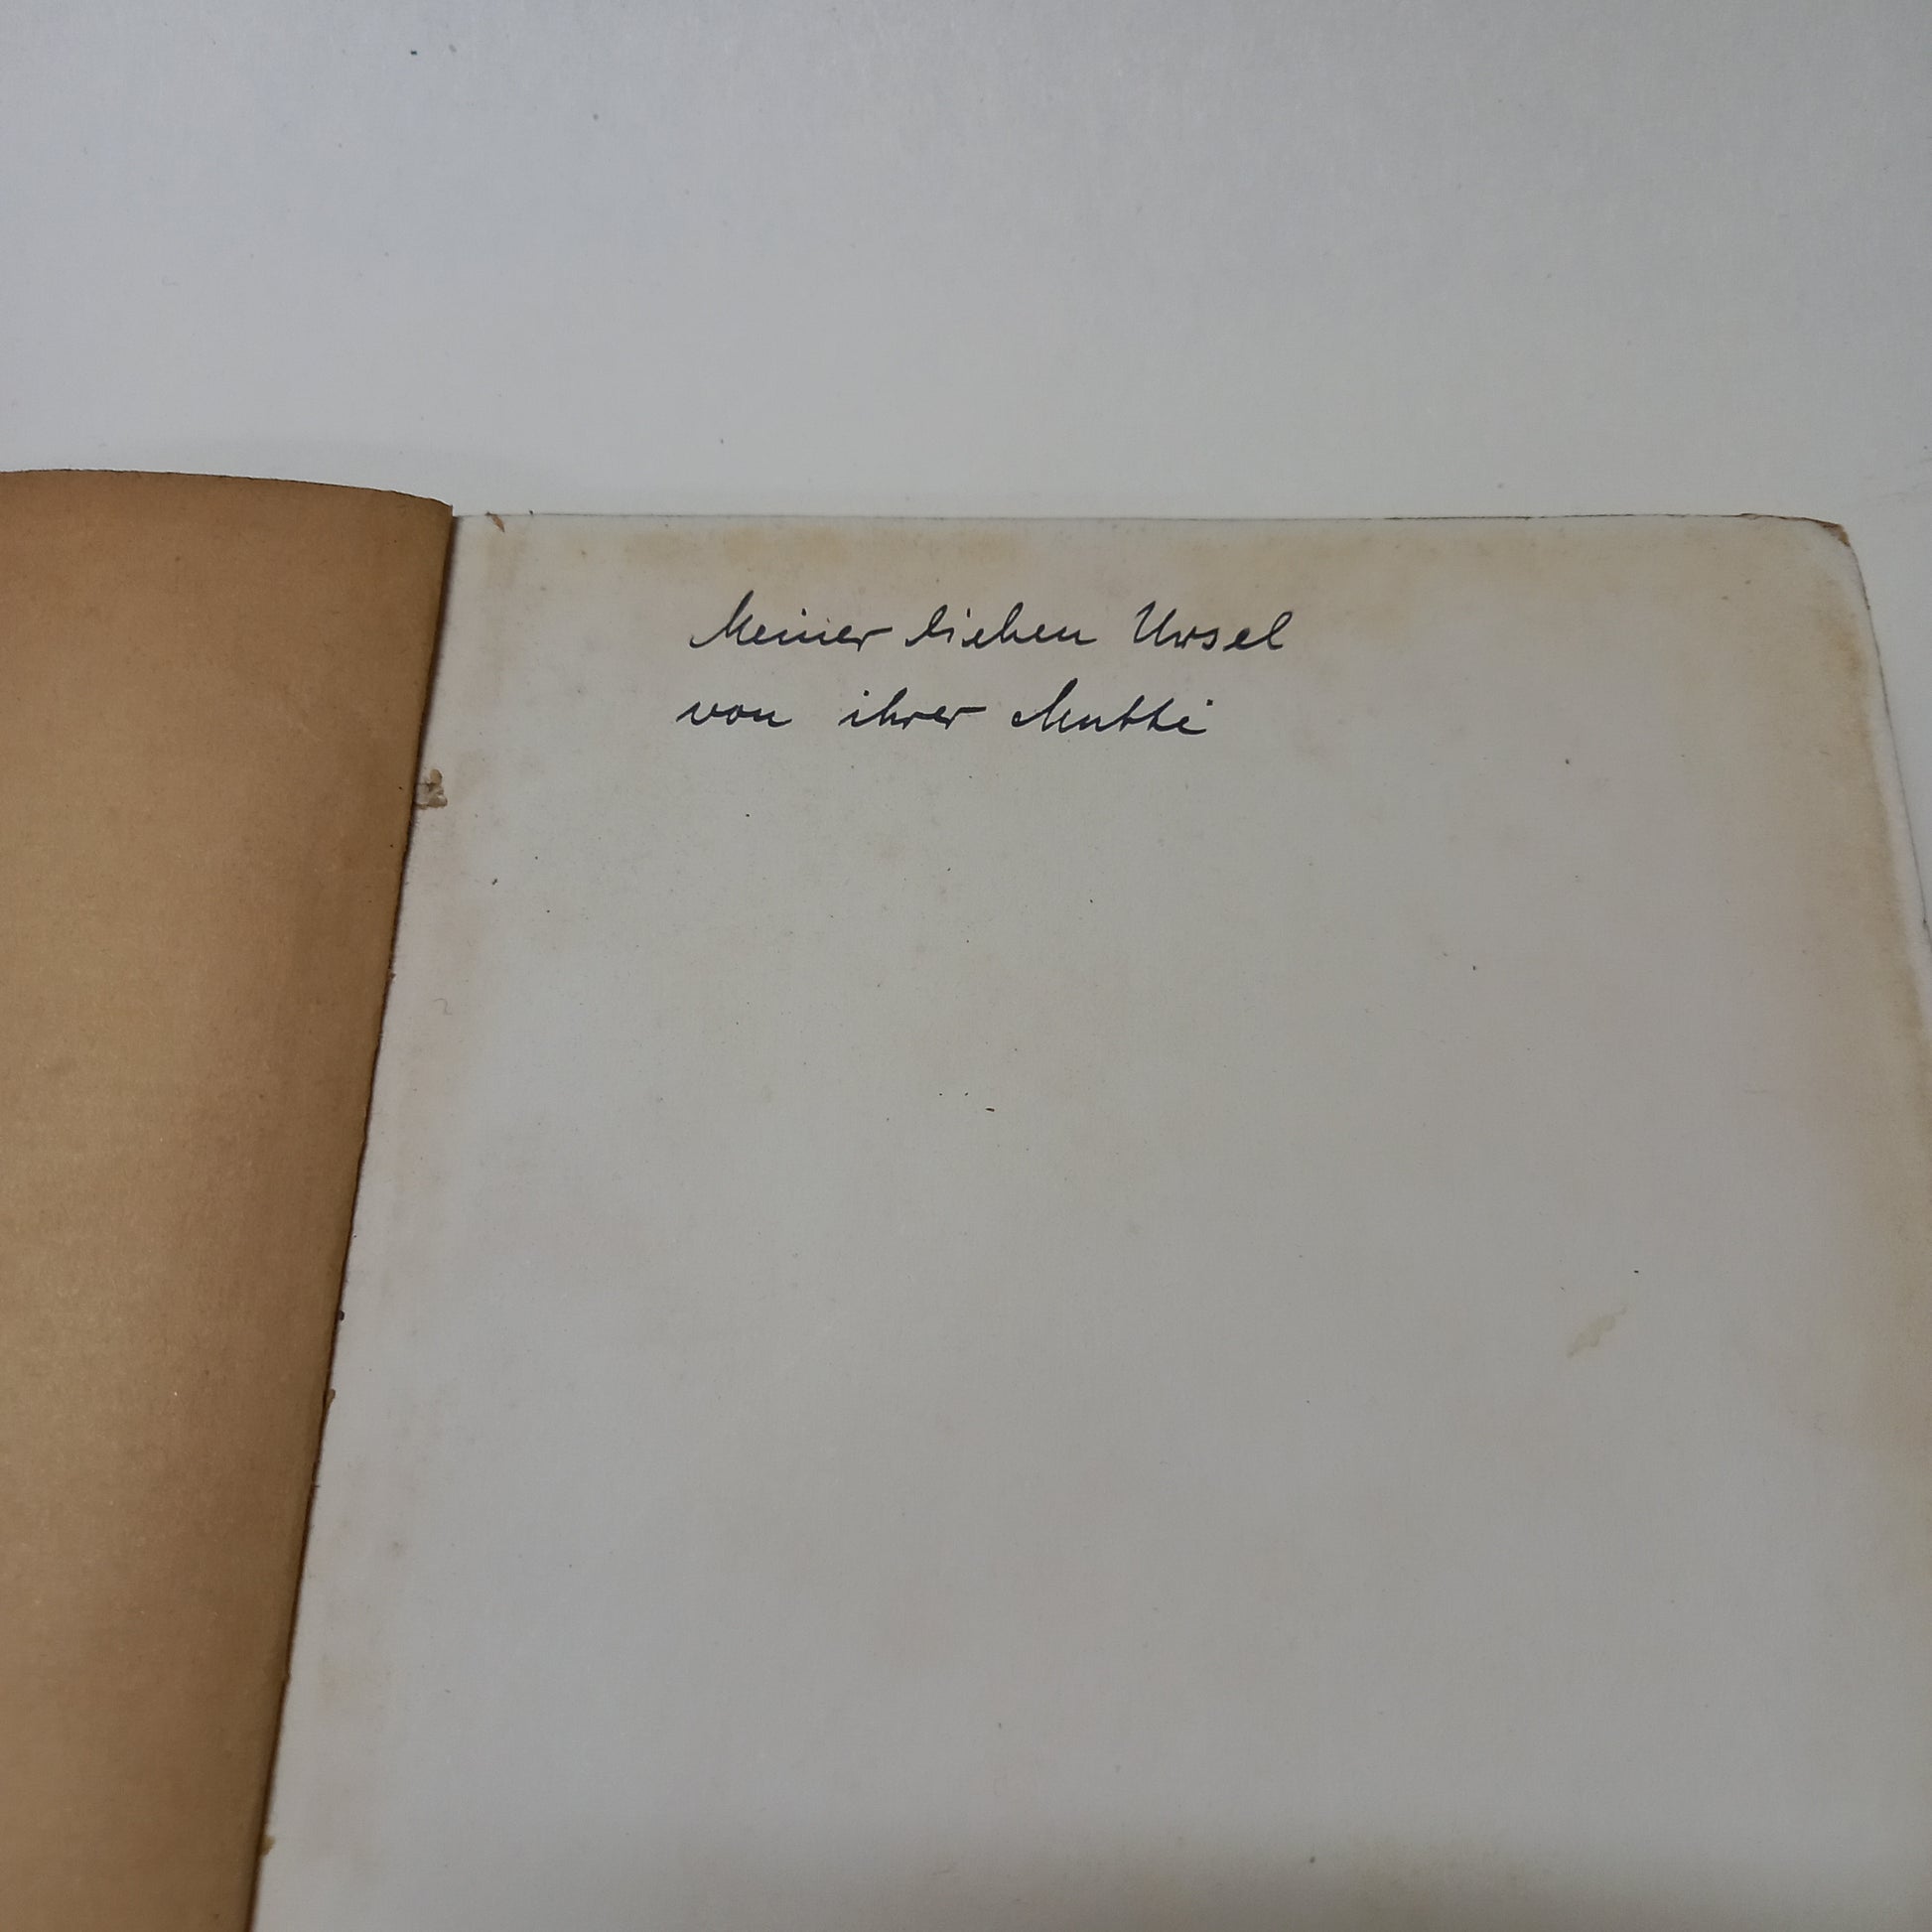 Meiner lieben Ursel
von ihrer Mutti